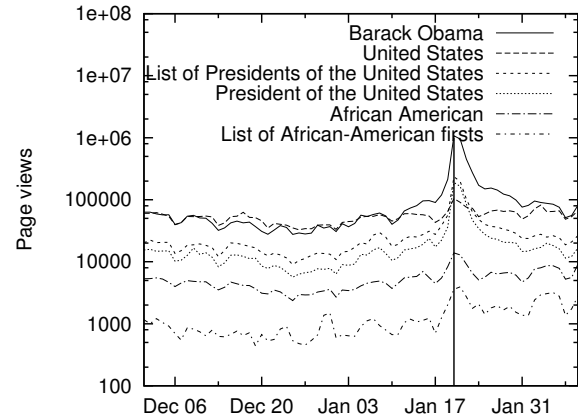 1e+08
1e+07
1e+06
100000
10000
1000
100
Page views
Barack Obama
United States
List of Presidents of the United States
President of the United States
African American
List of African-American firsts
Dec 06 Dec 20 Jan 03 Jan 17 Jan 31